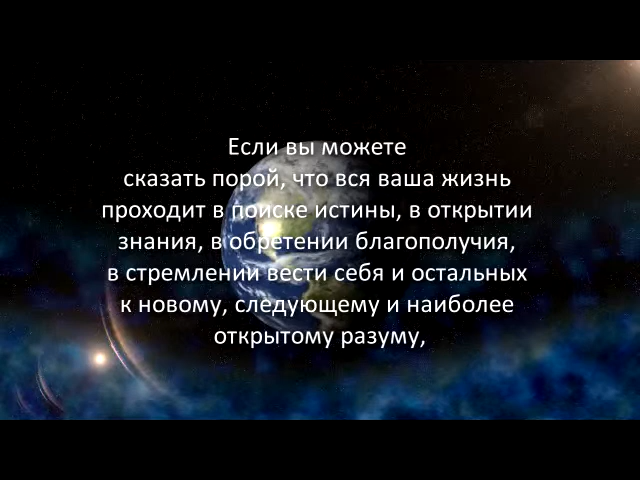 Если вы можете
сказать порой, что вся ваша жизнь
проходит в поиске истины, в открытии
знания, в обретении благополучия,
в стремлении вести себя и остальных
к новому, следующему и наиболее
открытому разуму,